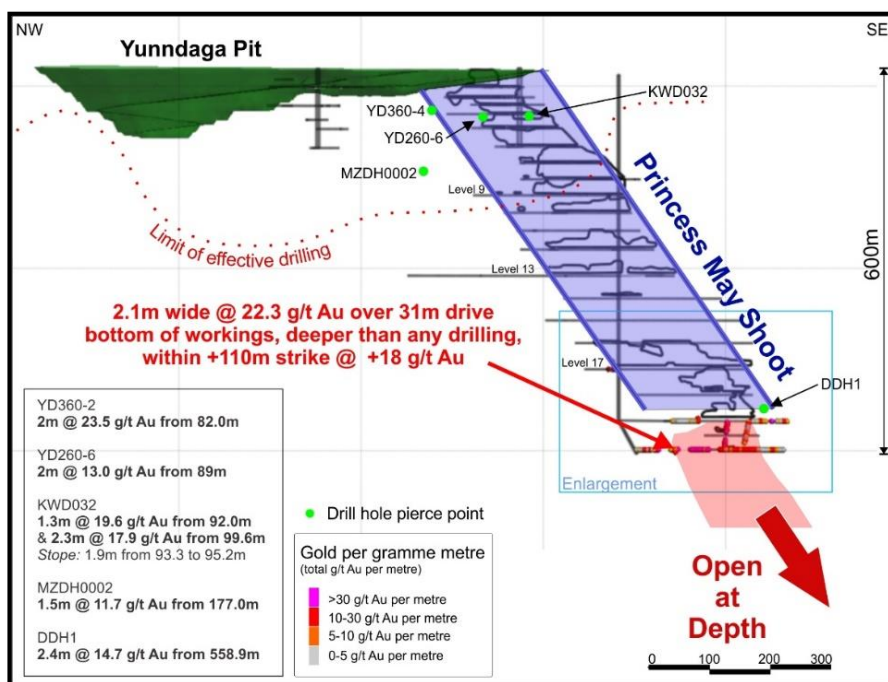 NW
SE
Yunndaga Pit
KWD032
YD360-4
YD260-6
MZDH0002
Level 9
Limit of effective drilling
Level 13
Princess May Shoot
600m
2.1m wide @ 22.3 g/t Au over 31m drive
bottom of workings, deeper than any drilling,
within +110m strike @ +18 g/t Au
Level 17
DDH1
Enlargement
YD360-2
2m @ 23.5 g/t Au from 82.0m
YD260-6
2m @ 13.0 g/t Au from 89m
KWD032
1.3m @ 19.6 g/t Au from 92.0m
& 2.3m @ 17.9 g/t Au from 99.6m
Stope: 1.9m from 93.3 to 95.2m
MZDH0002
1.5m @ 11.7 g/t Au from 177.0m
DDH1
2.4m @ 14.7 g/t Au from 558.9m
Drill hole pierce point
Gold per gramme metre
(total g/t Au per metre)
>30 g/t Au per metre
10-30 g/t Au per metre
5-10 g/t Au per metre
0-5 g/t Au per metre
Open
at
Depth
0 100 200 300